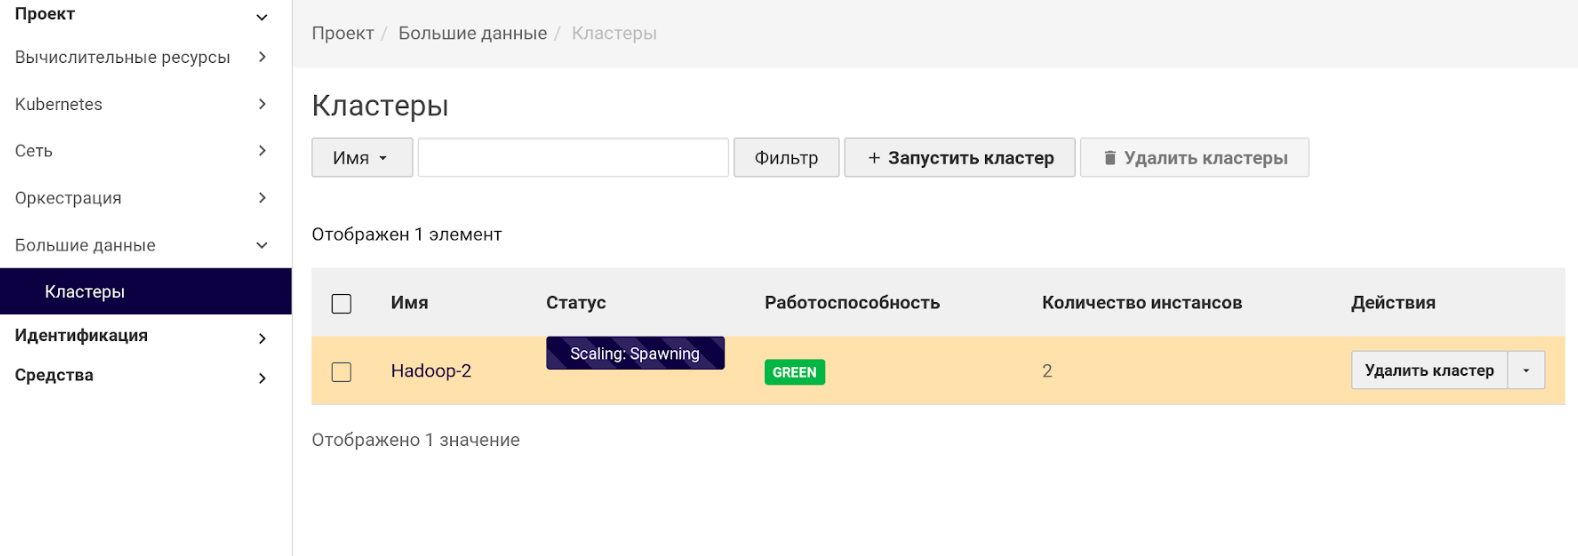 Проект
Вычислительные ресурсы
Kubernetes
Сеть
Оркестрация
Большие данные
Кластеры
Идентификация
Средства
Проект / Большие данные / Кластеры
Кластеры
Имя Фильтр + Запустить кластер Удалить кластеры
Отображен 1 элемент
Имя Статус Работоспособность Количество инстансов Действия
Hadoop-2 Scaling: Spawning GREEN 2 Удалить кластер
Отображено 1 значение